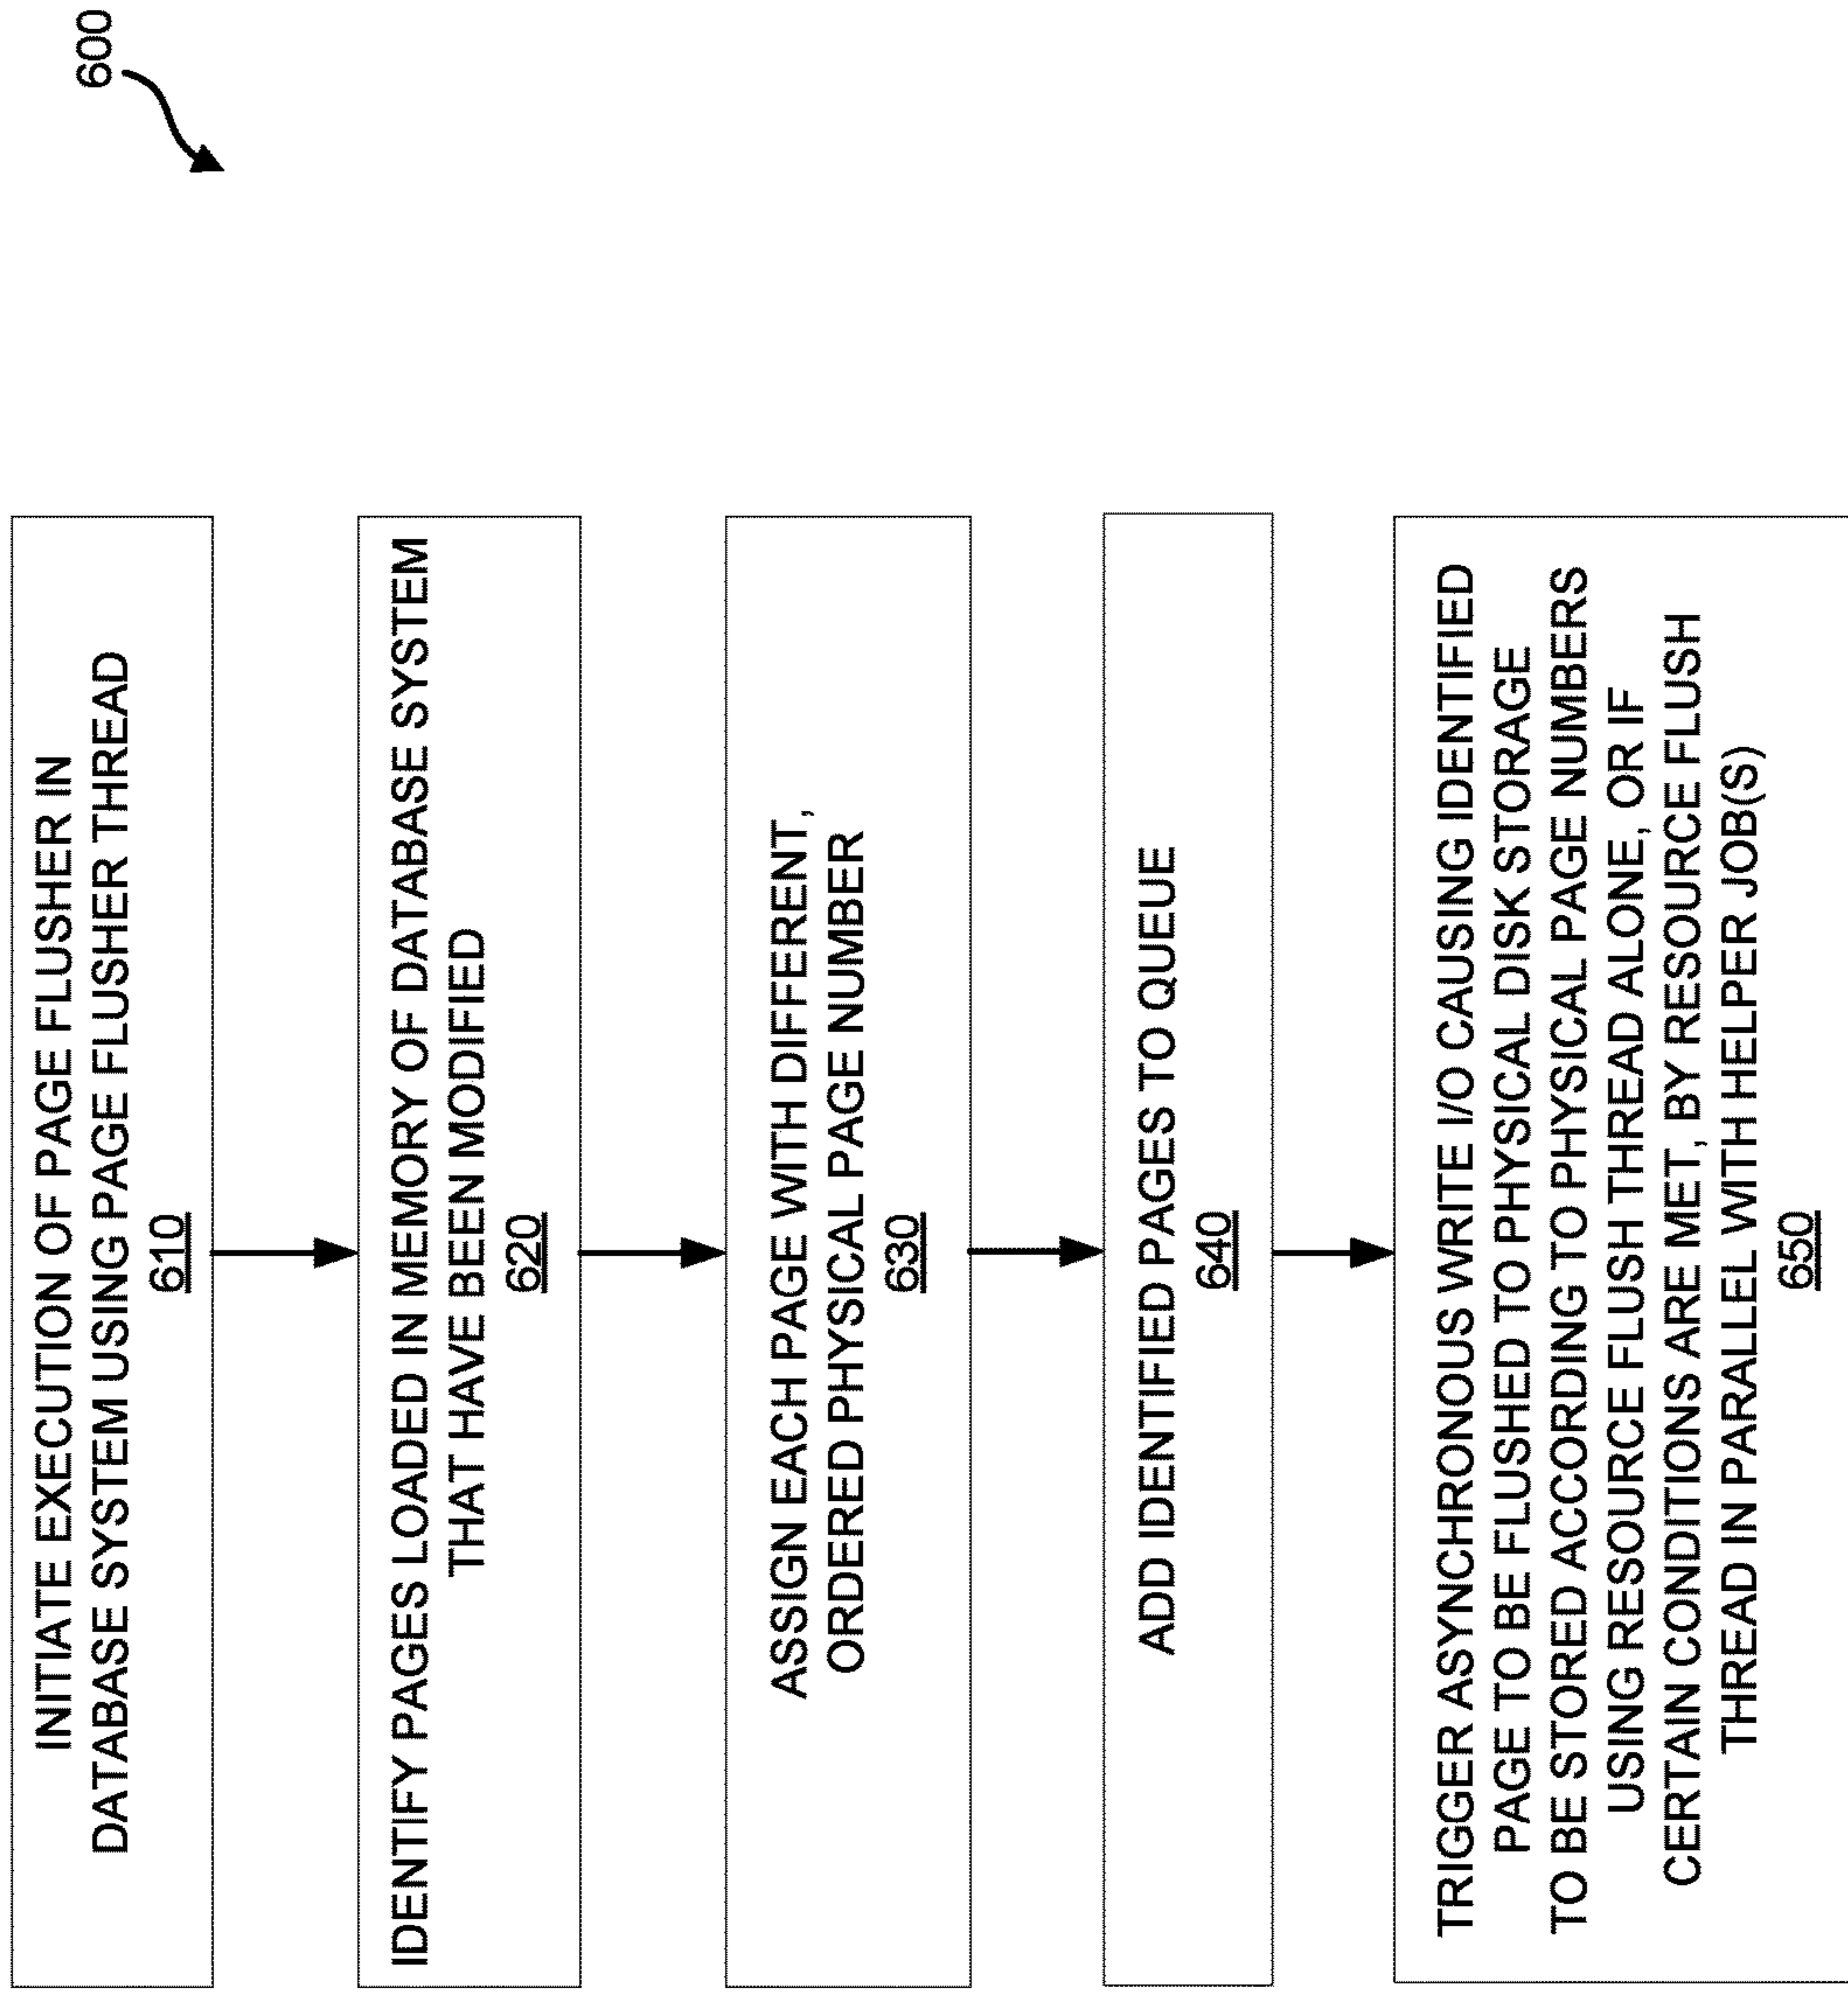 600
INITIATE EXECUTION OF PAGE FLUSHER IN
DATABASE SYSTEM USING PAGE FLUSHER THREAD
610
IDENTIFY PAGES LOADED IN MEMORY OF DATABASE SYSTEM
THAT HAVE BEEN MODIFIED
620
ASSIGN EACH PAGE WITH DIFFERENT,
ORDERED PHYSICAL PAGE NUMBER
630
ADD IDENTIFIED PAGES TO QUEUE
640
TRIGGER ASYNCHRONOUS WRITE I/O CAUSING IDENTIFIED
PAGE TO BE FLUSHED TO PHYSICAL DISK STORAGE
TO BE STORED ACCORDING TO PHYSICAL PAGE NUMBERS
USING RESOURCE FLUSH THREAD ALONE, OR IF
CERTAIN CONDITIONS ARE MET, BY RESOURCE FLUSH
THREAD IN PARALLEL WITH HELPER JOB(S)
650